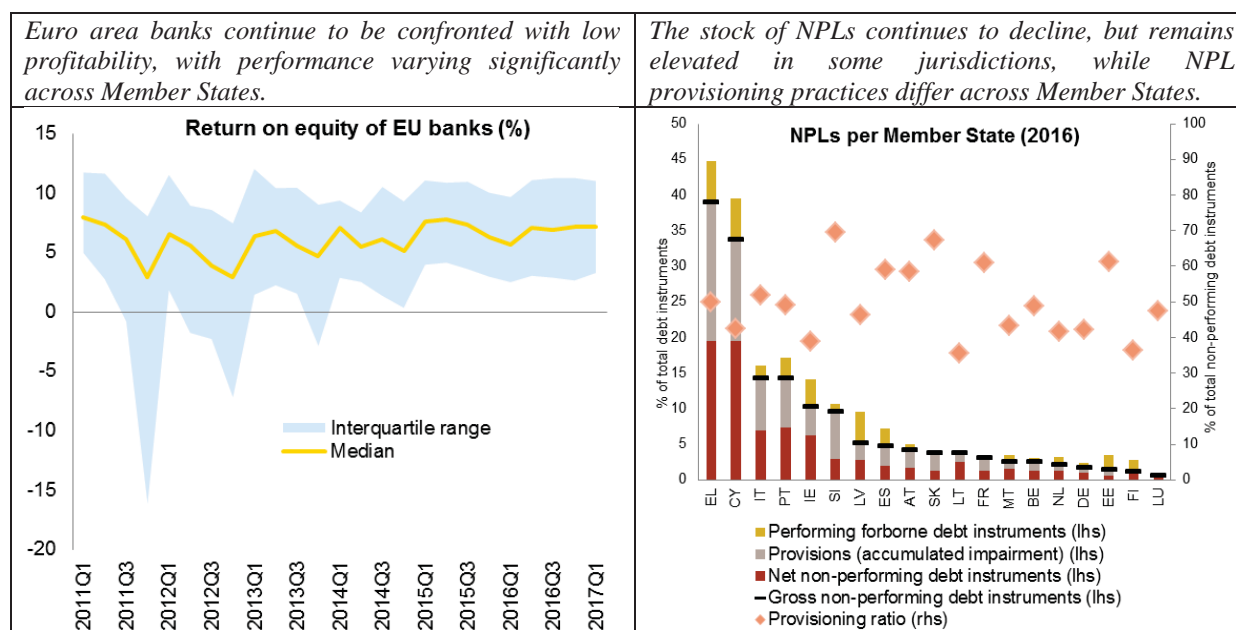 Euro area banks continue to be confronted with low
profitability, with performance varying significantly
across Member States.
Return on equity of EU banks (%)
15
10
5
0
-5
-10
-15
-20
Interquartile range
Median
2011Q1
2011Q3
2012Q1
2012Q3
2013Q1
2013Q3
2014Q1
2014Q3
2015Q1
2015Q3
2016Q1
2016Q3
2017Q1
The stock of NPLs continues to decline, but remains
elevated in some jurisdictions, while NPL
provisioning practices differ across Member States.
NPLs per Member State (2016)
% of total debt instruments
50
45
40
35
30
25
20
15
10
5
0
100
90
80
70
60
50
40
30
20
10
0
% of total non-performing debt instruments
EL
CY
IT
PT
IE
SI
LV
ES
AT
SK
LT
FR
MT
BE
NL
DE
EE
FI
LU
Performing forborne debt instruments (lhs)
Provisions (accumulated impairment) (lhs)
Net non-performing debt instruments (lhs)
Gross non-performing debt instruments (lhs)
Provisioning ratio (rhs)